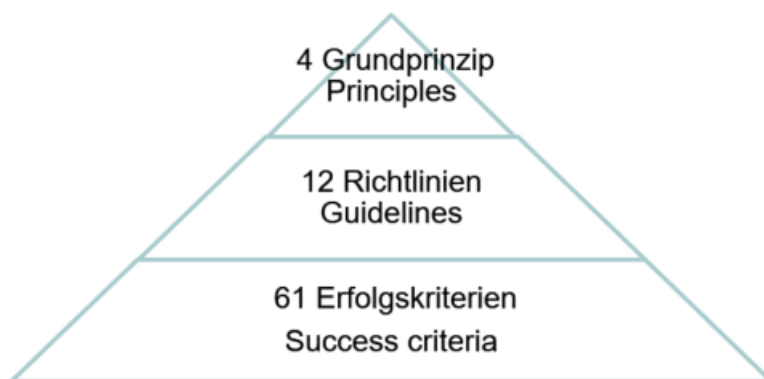 4 Grundprinzip
Principles
12 Richtlinien
Guidelines
61 Erfolgskriterien
Success criteria